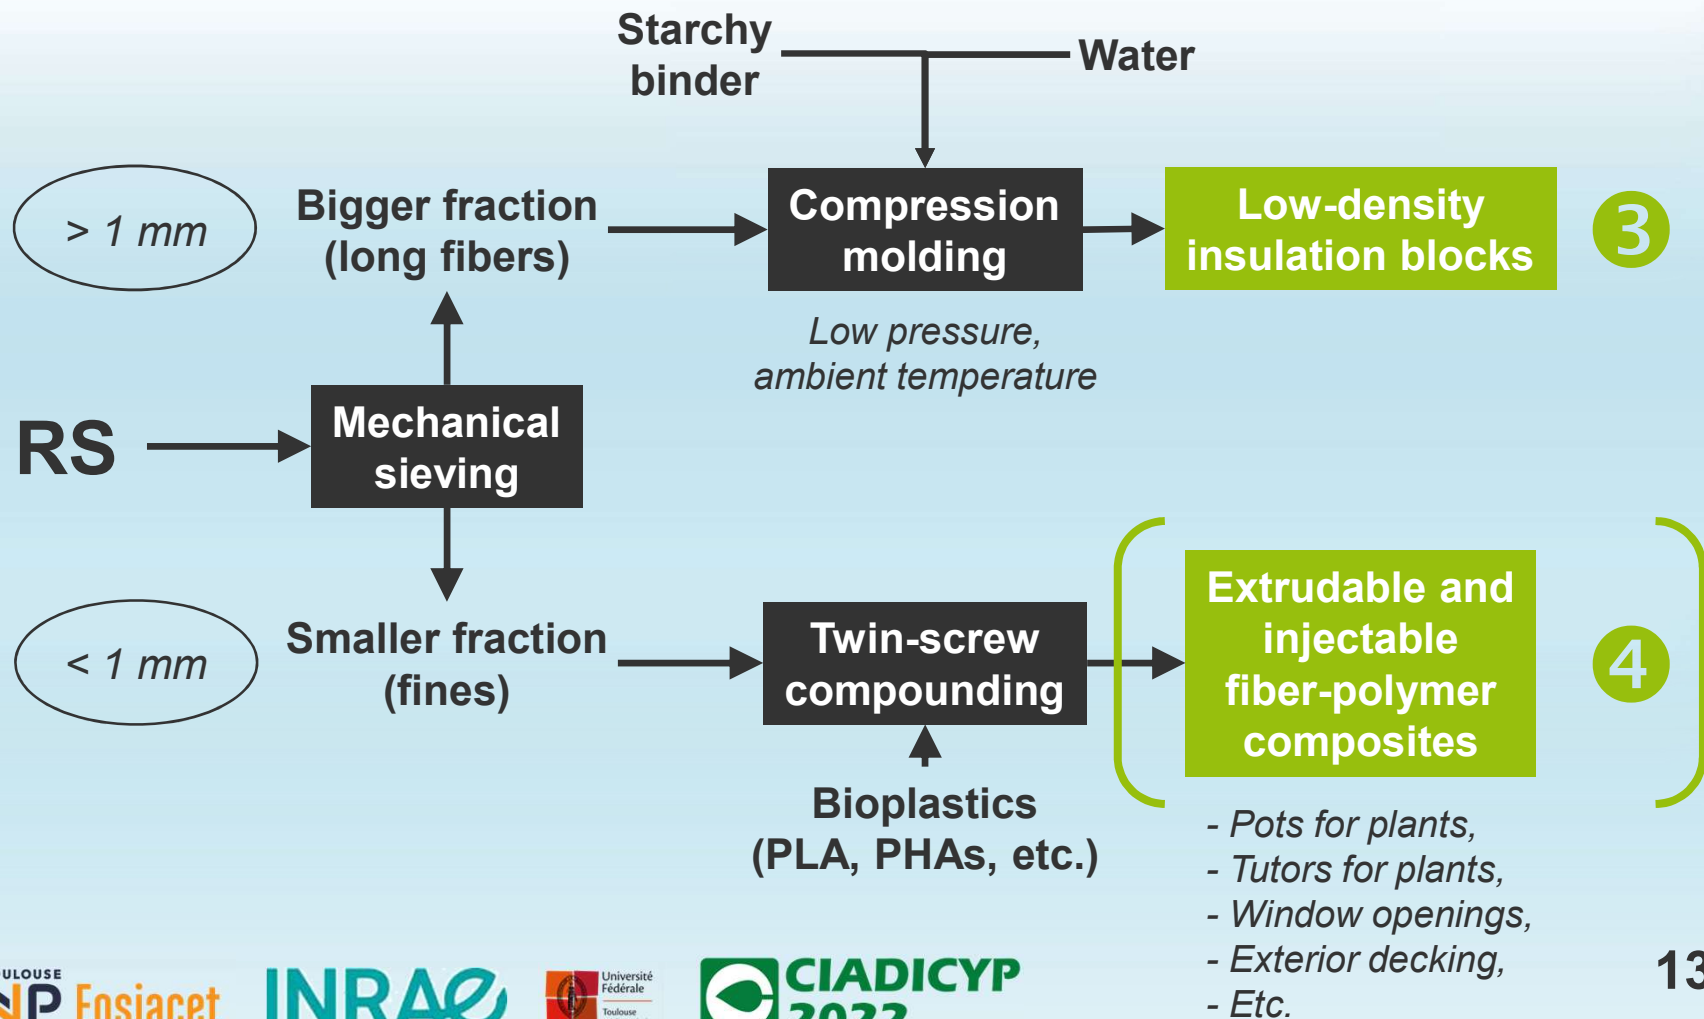 Starchy
binder
Water
> 1 mm
Bigger fraction
(long fibers)
Compression
molding
Low-density
insulation blocks
3
Low pressure,
ambient temperature
RS
Mechanical
sieving
< 1 mm
Smaller fraction
(fines)
Twin-screw
compounding
Extrudable and
injectable
fiber-polymer
composites
4
Bioplastics
(PLA, PHAs, etc.)
- Pots for plants,
- Tutors for plants,
- Window openings,
- Exterior decking,
- Etc.
INRAE
Université
Fédérale
Toulouse
CIADICYP
2022
13